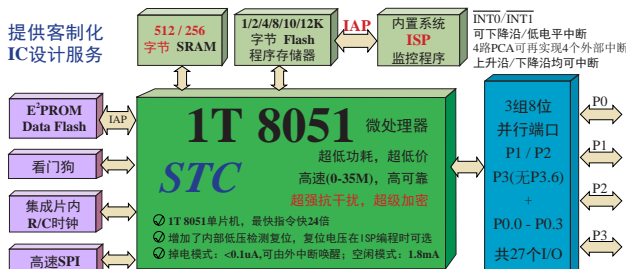 提供客制化
IC设计服务
512 / 256
字节 SRAM
1/2/4/8/10/12K
字节 Flash
程序存储器
IAP
内置系统
ISP
监控程序
INT0/INT1
可下降沿/低电平中断
4路PCA可再实现4个外部中断
上升沿/下降沿均可中断
E²PROM
Data Flash
IAP
看门狗
集成片内
R/C时钟
高速SPI
1T 8051 微处理器
STC
超低功耗，超低价
高速(0-35M)，高可靠
超强抗干扰，超级加密
1T 8051单片机，最快指令快24倍
增加了内部低压检测复位，复位电压在ISP编程时可选
掉电模式：<0.1uA,可由外中断唤醒；空闲模式：1.8mA
3组8位
并行端口
P1 / P2
P3(无P3.6)
+
P0.0 - P0.3
共27个I/O
P0
P1
P2
P3